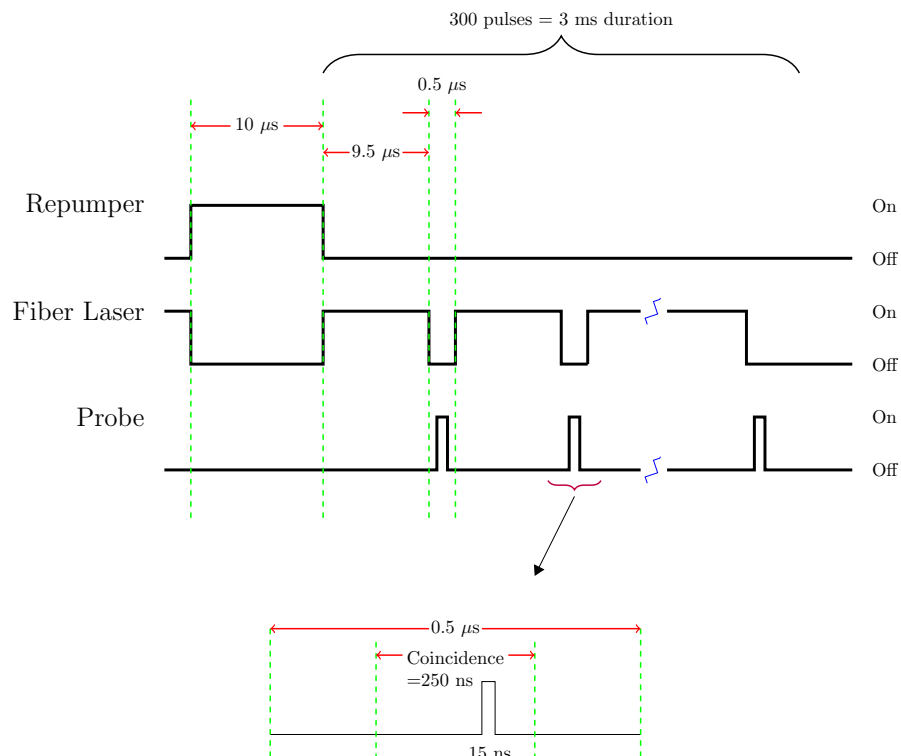 300 pulses = 3 ms duration
0.5 μs
10 μs
9.5 μs
Repumper
On
Off
Fiber Laser
On
Off
Probe
On
Off
0.5 μs
Coincidence
=250 ns
15 ns